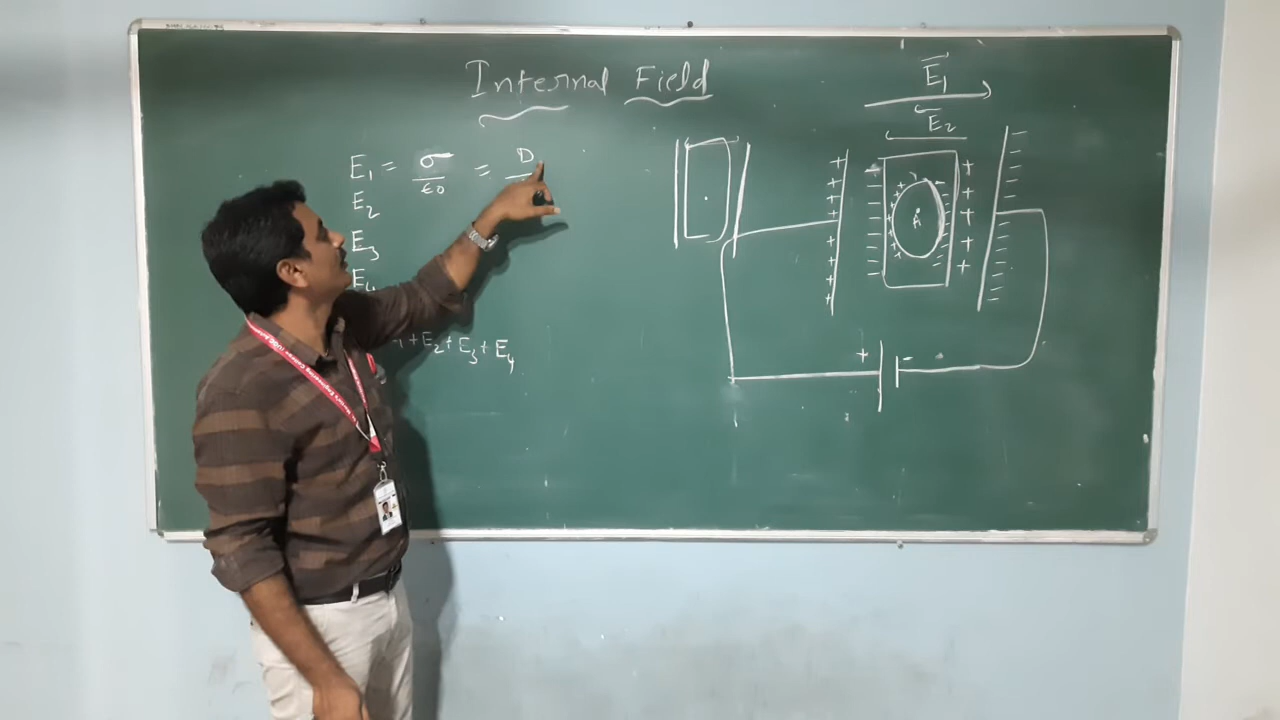 Internal Field
E₁ = σ/ε₀ = D
E₂
E₃
E₄
+ E₂ + E₃ + E₄
E₁
E₂
A
+ -